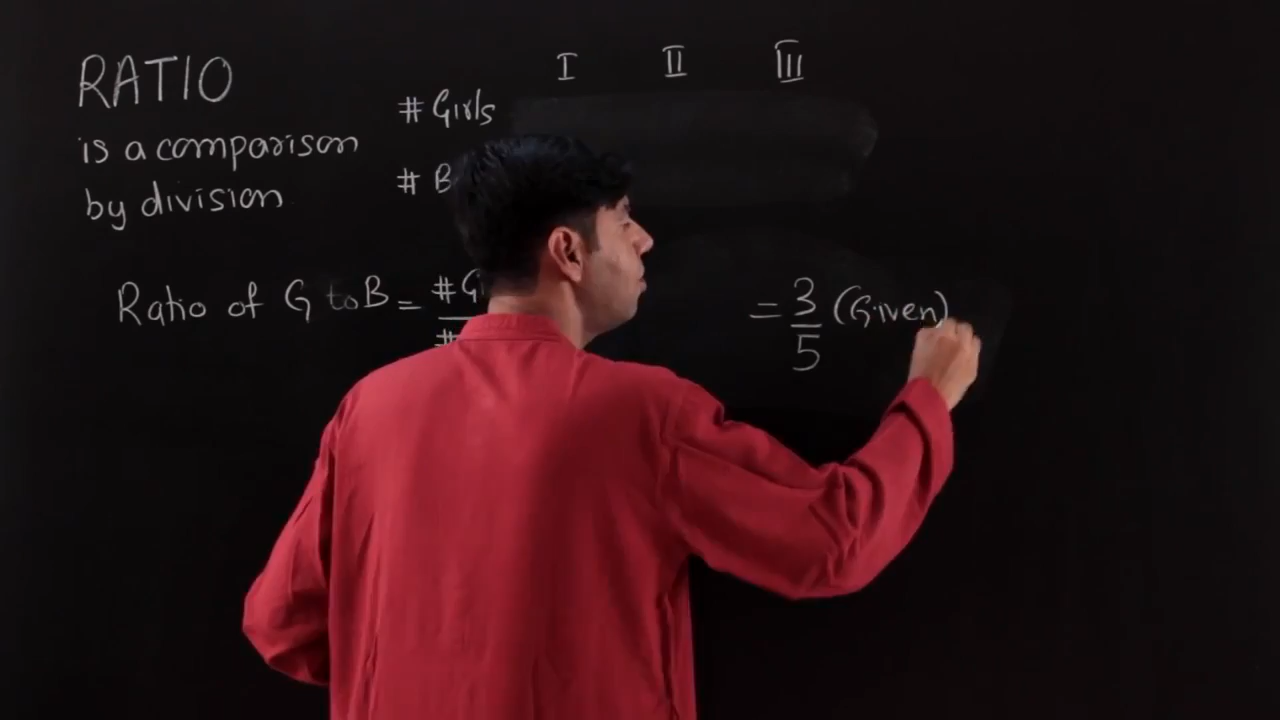 RATIO
is a comparison
by division
I II III
# Girls
# B
Ratio of G to B = #G
#
= 3/5 (Given)